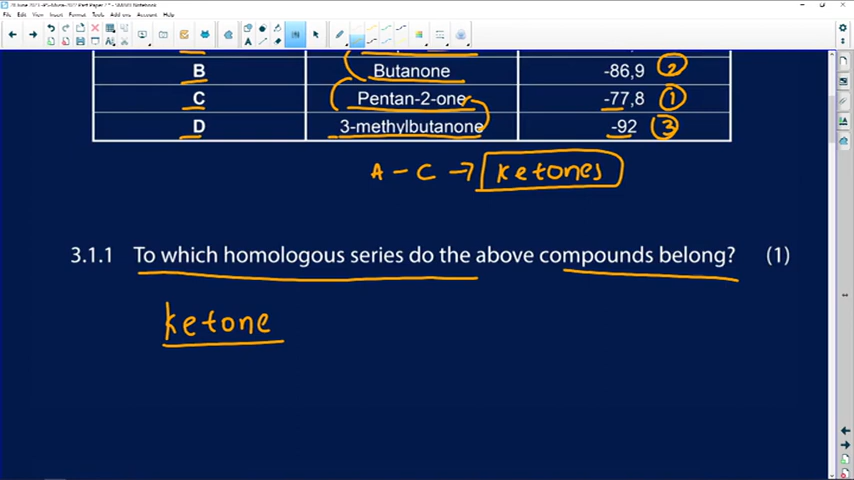 File Edit View Insert Format Tools Add-ons Account Help
B Butanone -86,9 2
C Pentan-2-one -77,8 1
D 3-methylbutanone -92 3
A - C → ketones
3.1.1 To which homologous series do the above compounds belong? (1)
ketone